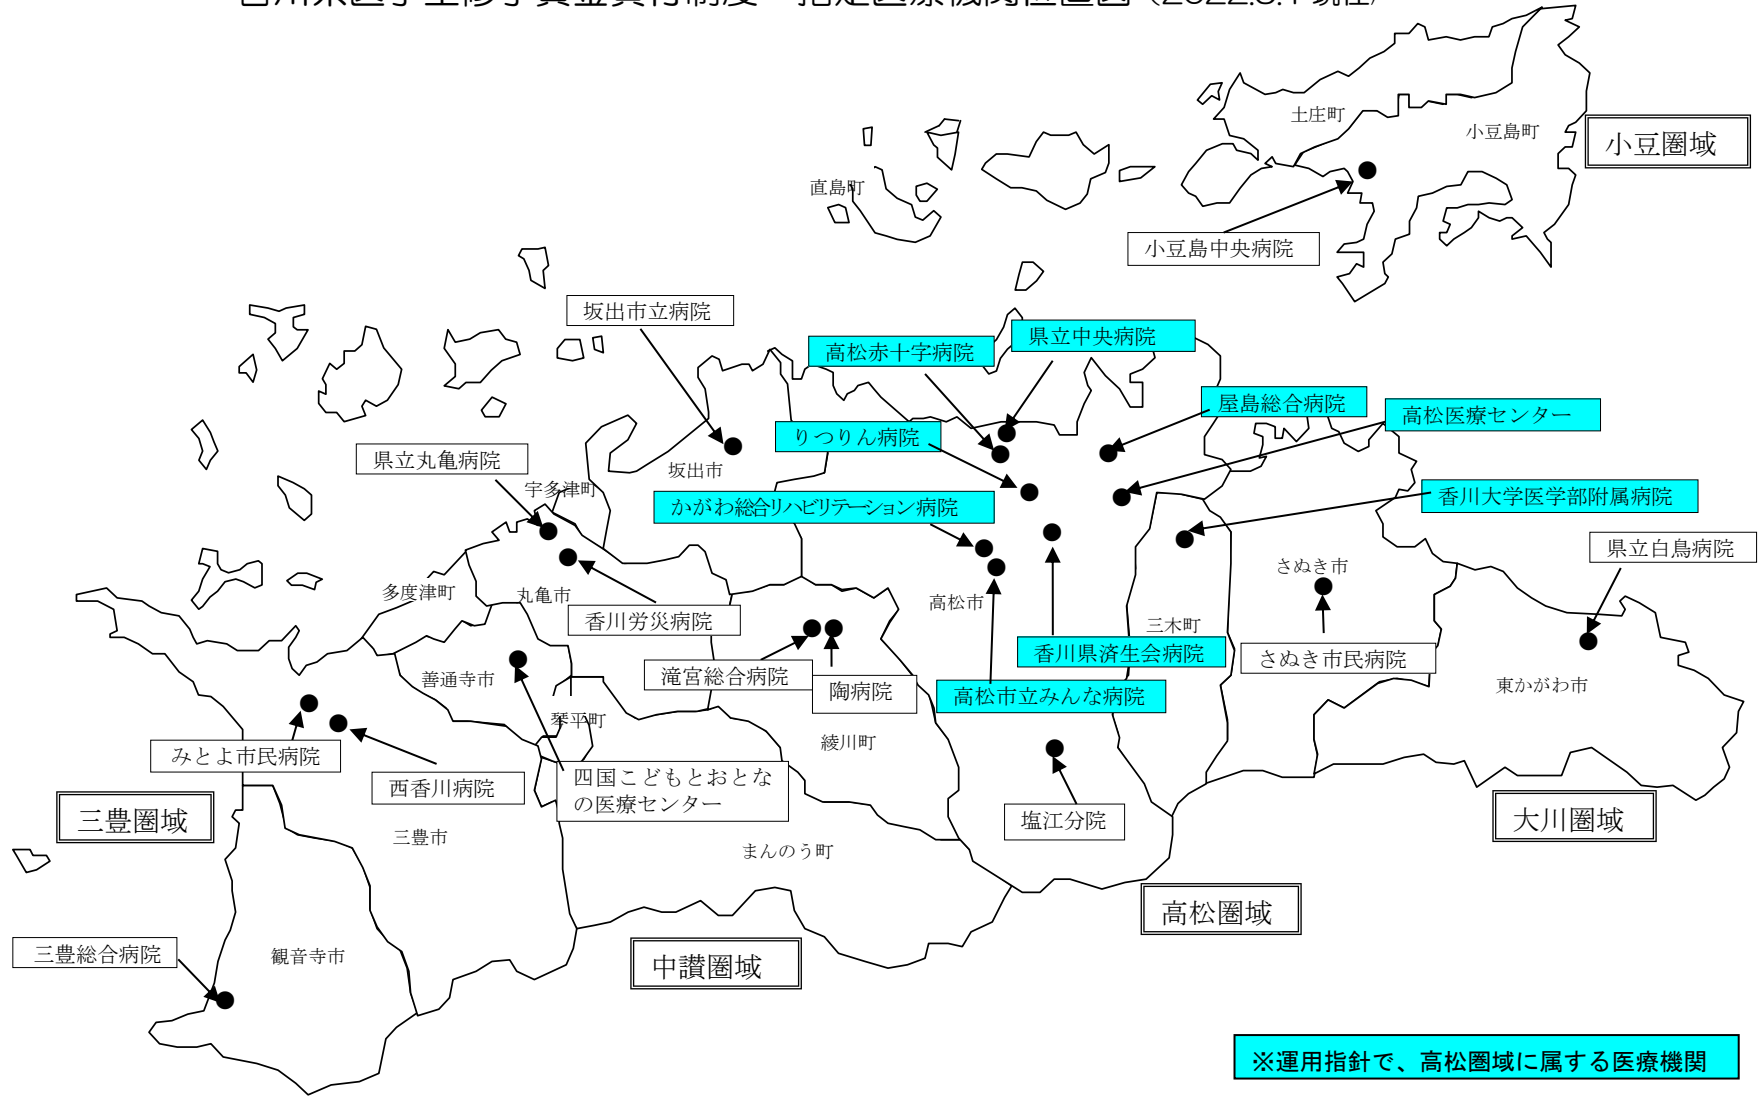 (2022.3.1 現在)
土庄町
小豆島町
小豆圏域
直島町
小豆島中央病院
坂出市立病院
高松赤十字病院
県立中央病院
屋島総合病院
高松医療センター
りつりん病院
県立丸亀病院
坂出市
宇多津町
かがわ総合リハビリテーション病院
香川大学医学部附属病院
県立白鳥病院
さぬき市
多度津町
丸亀市
高松市
香川労災病院
三木町
香川県済生会病院
さぬき市民病院
善通寺市
滝宮総合病院
陶病院
高松市立みんな病院
東かがわ市
琴平町
綾川町
みとよ市民病院
西香川病院
四国こどもとおとな
の医療センター
塩江分院
三豊圏域
三豊市
まんのう町
大川圏域
高松圏域
三豊総合病院
観音寺市
中讃圏域
※運用指針で、高松圏域に属する医療機関